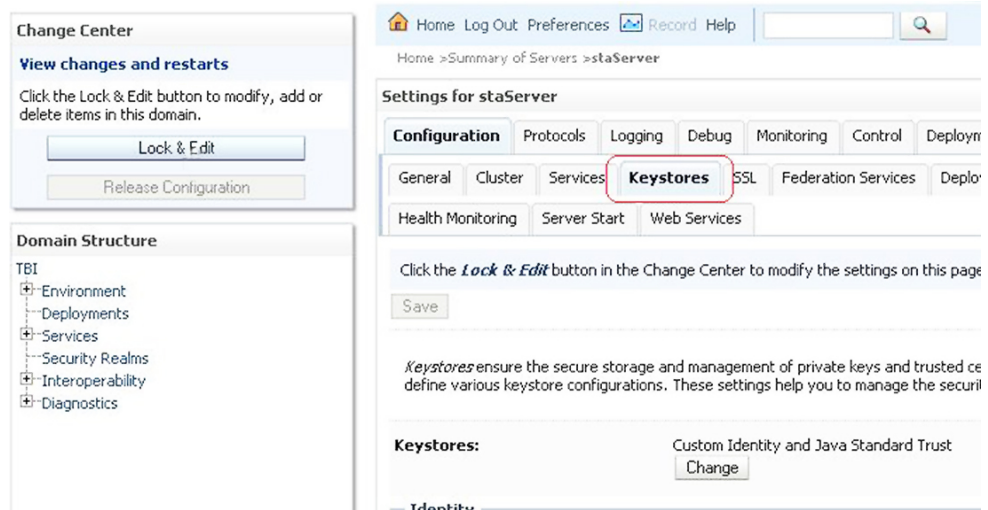 Change Center
View changes and restarts
Click the Lock & Edit button to modify, add or
delete items in this domain.
Lock & Edit
Release Configuration
Domain Structure
TBI
Environment
Deployments
Services
Security Realms
Interoperability
Diagnostics
Home Log Out Preferences Record Help
Home >Summary of Servers >staServer
Settings for staServer
Configuration Protocols Logging Debug Monitoring Control Deploym
General Cluster Services Keystores SSL Federation Services Deploy
Health Monitoring Server Start Web Services
Click the Lock & Edit button in the Change Center to modify the settings on this page
Save
Keystores ensure the secure storage and management of private keys and trusted ce
define various keystore configurations. These settings help you to manage the securit
Keystores: Custom Identity and Java Standard Trust
Change
Identity